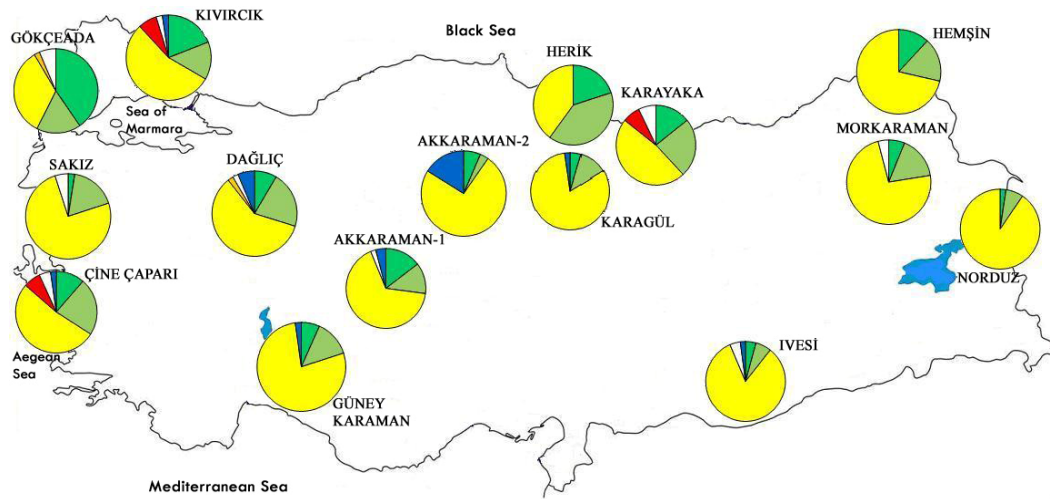 KIVIRCIK
GÖKÇEADA
Black Sea
HEMŞİN
HERİK
KARAYAKA
Sea of
Marmara
AKKARAMAN-2
MORKARAMAN
SAKIZ
DAĞLIÇ
KARAGÜL
AKKARAMAN-1
ÇİNE ÇAPARI
NORDUZ
Aegean
Sea
IVESİ
GÜNEY
KARAMAN
Mediterranean Sea